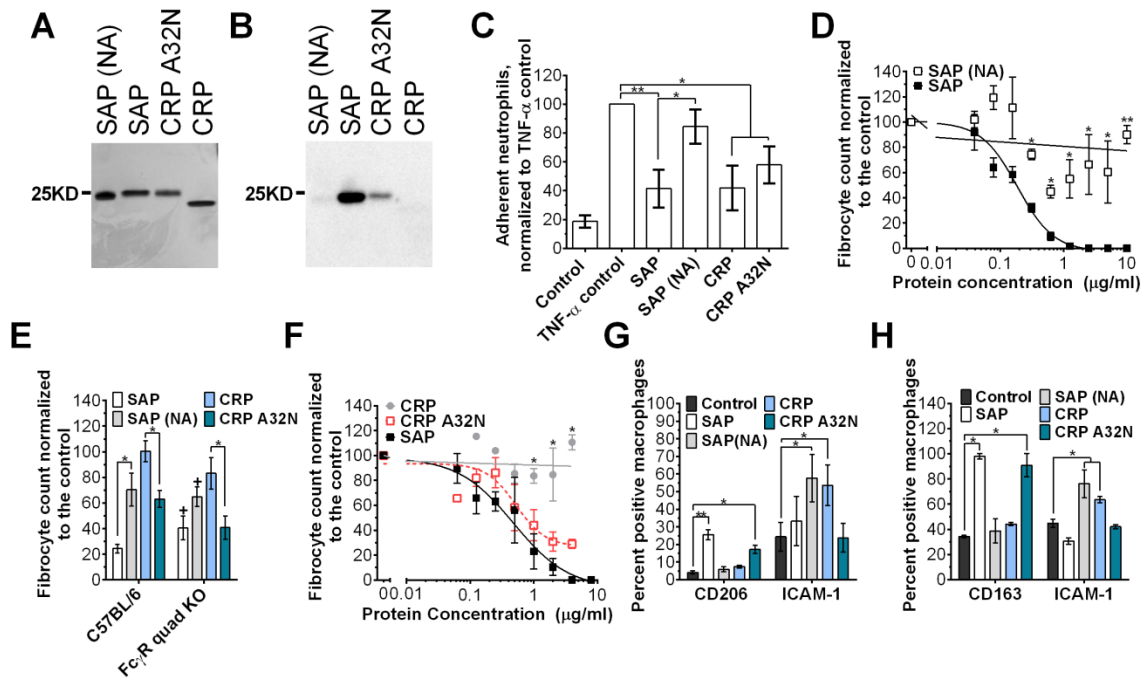 A
SAP (NA)
SAP
CRP A32N
CRP
25KD
B
SAP (NA)
SAP
CRP A32N
CRP
25KD
C
Adherent neutrophils,
normalized to TNF-α control
120
100
80
60
40
20
0
**
*
*
Control
TNF-α control
SAP
SAP (NA)
CRP
CRP A32N
D
Fibrocyte count normalized
to the control
140
120
100
80
60
40
20
0
SAP (NA)
SAP
* * * * * **
0 0.01 0.1 1 10
Protein concentration (μg/ml)
E
Fibrocyte count normalized
to the control
140
120
100
80
60
40
20
0
SAP CRP
SAP (NA) CRP A32N
* * + + *
C57BL/6
FcγR quad KO
F
Fibrocyte count normalized
to the control
140
120
100
80
60
40
20
0
CRP
CRP A32N
SAP
* * *
0.1 1 10
Protein Concentration (μg/ml)
G
Percent positive macrophages
100
90
80
70
60
50
40
30
20
10
0
Control CRP
SAP CRP A32N
SAP(NA)
** * * *
CD206 ICAM-1
H
Percent positive macrophages
140
120
100
80
60
40
20
0
Control SAP (NA)
SAP CRP
CRP A32N
* * *
CD163 ICAM-1